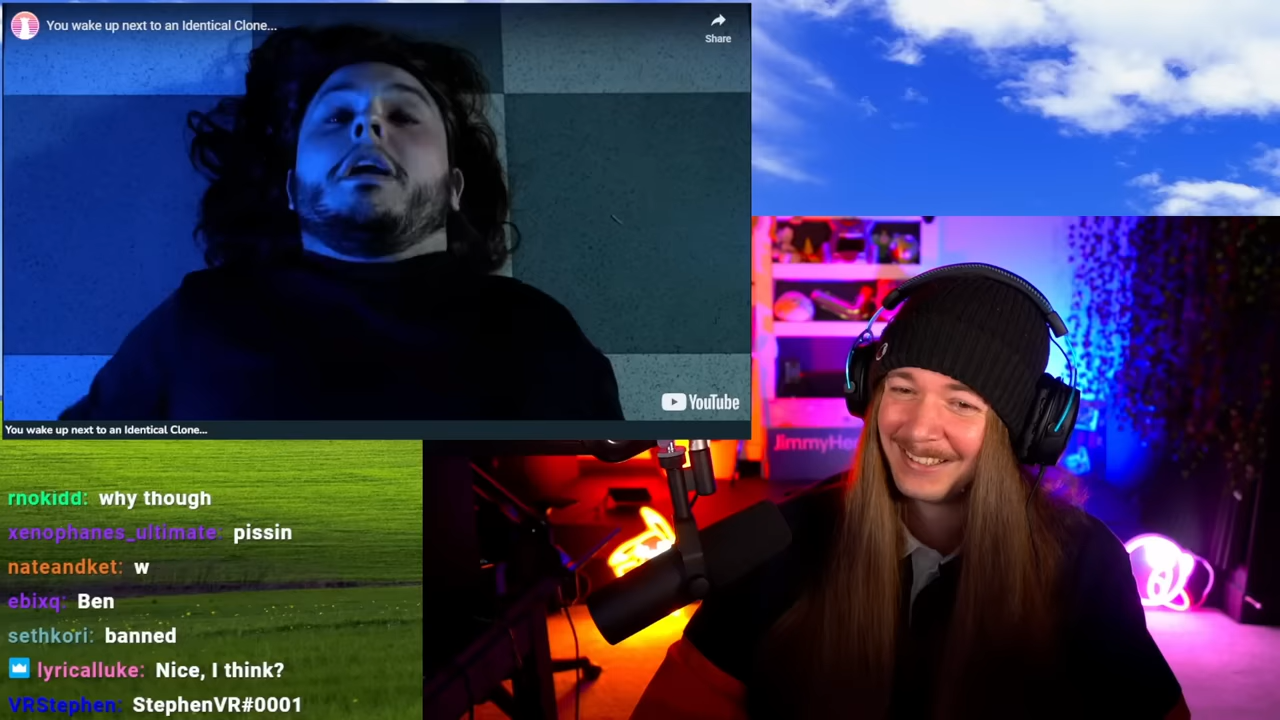 You wake up next to an Identical Clone...
Share
YouTube
You wake up next to an Identical Clone...
JimmyHe
rnokidd: why though
xenophanes_ultimate: pissin
nateandket: w
ebixq: Ben
sethkori: banned
lyricalluke: Nice, I think?
VRStephen: StephenVR#0001